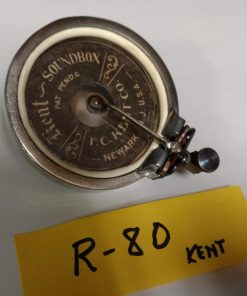 Kent
SOUNDBOX
PAT. PEND'G
F.C. KENT CO.
NEWARK, N.J. U.S.A.
R-80 KENT